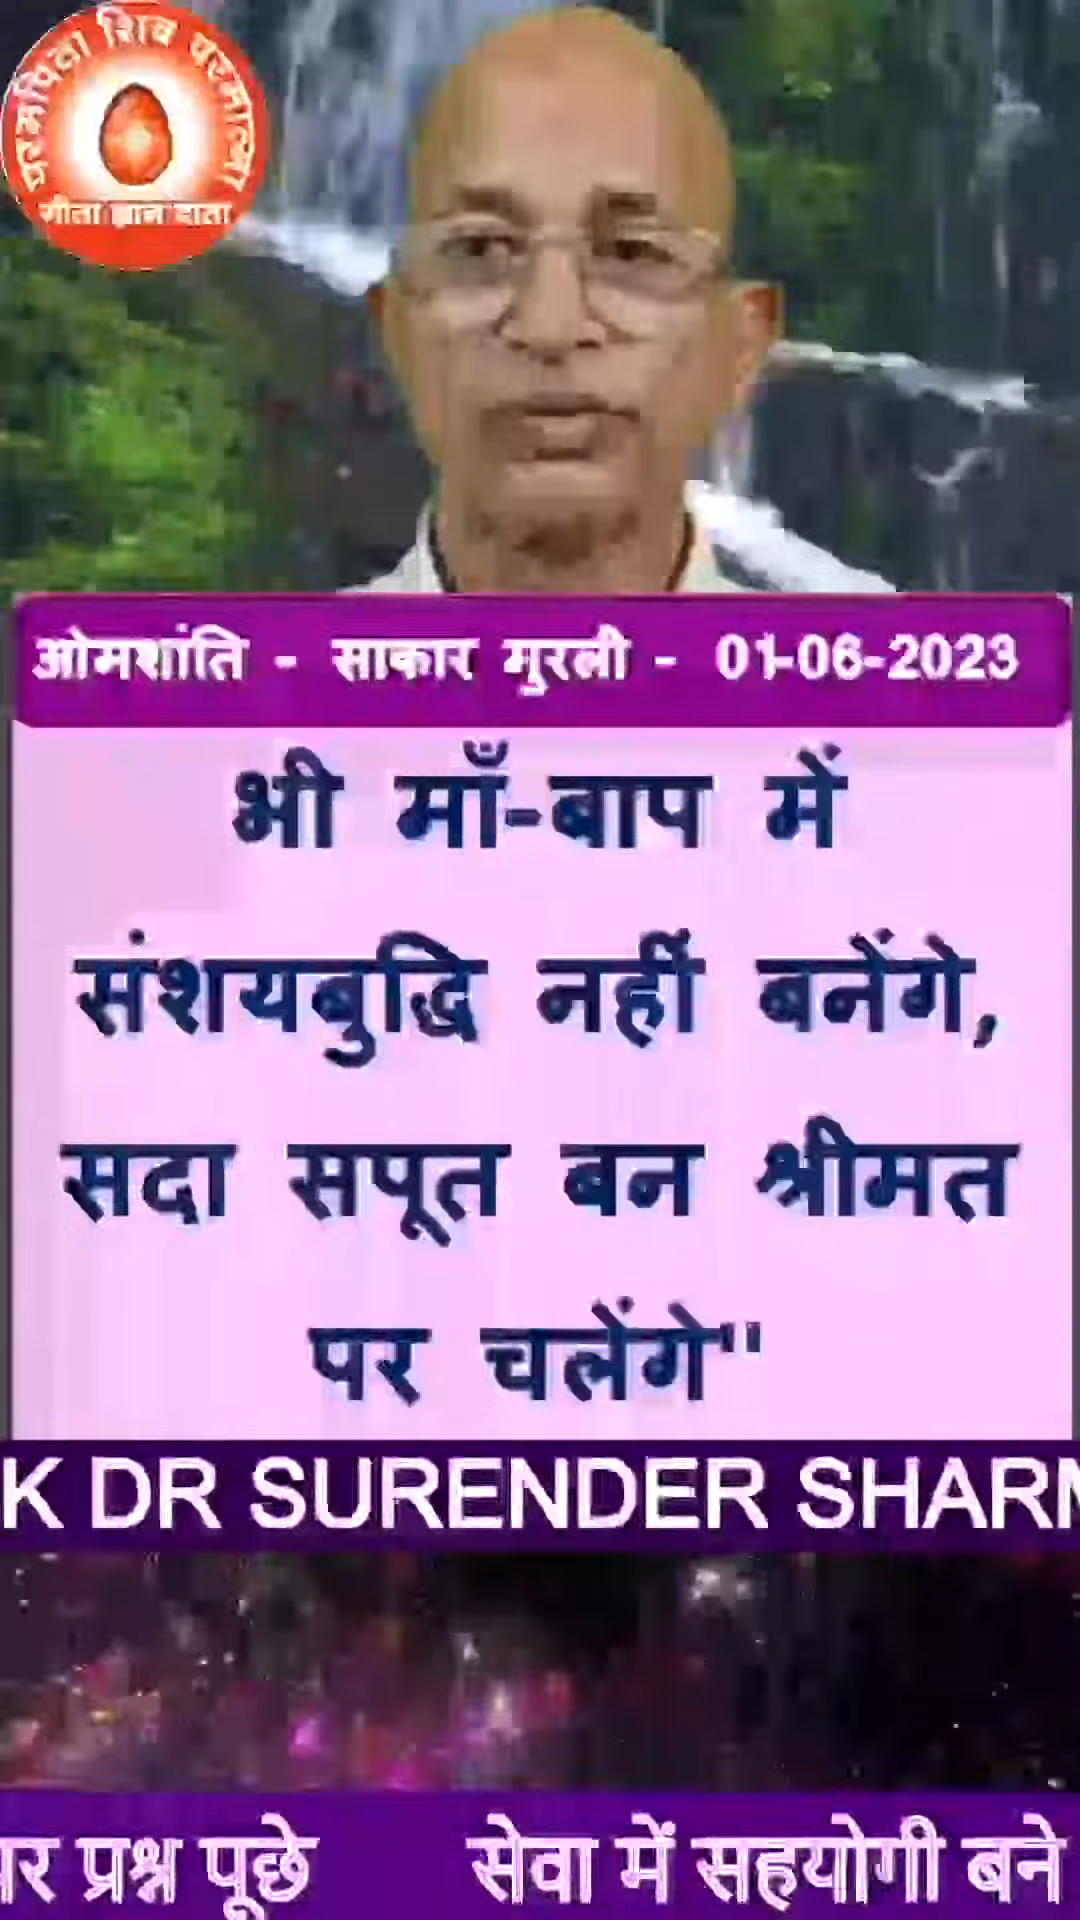 परमपिता शिव परमात्मा
गीता ज्ञान दाता
ओमशांति - साकार मुरली - 01-06-2023
भी माँ-बाप में
संशयबुद्धि नहीं बनेंगे,
सदा सपूत बन श्रीमत
पर चलेंगे"
K DR SURENDER SHARM
पर प्रश्न पूछे सेवा में सहयोगी बने